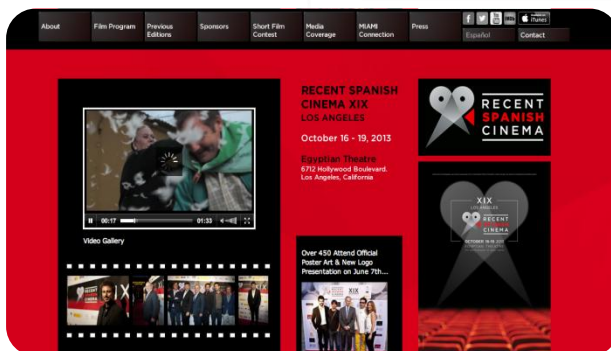 About
Film Program
Previous
Editions
Sponsors
Short Film
Contest
Media
Coverage
MIAMI
Connection
Press
iTunes
Español
Contact
RECENT SPANISH
CINEMA XIX
LOS ANGELES
October 16 - 19, 2013
Egyptian Theatre
6712 Hollywood Boulevard.
Los Angeles, California
RECENT
SPANISH
CINEMA
00:17
01:33
Video Gallery
Over 450 Attend Official
Poster Art & New Logo
Presentation on June 7th...
XIX
LOS ANGELES
RECENT
SPANISH
CINEMA
XIX
XIX